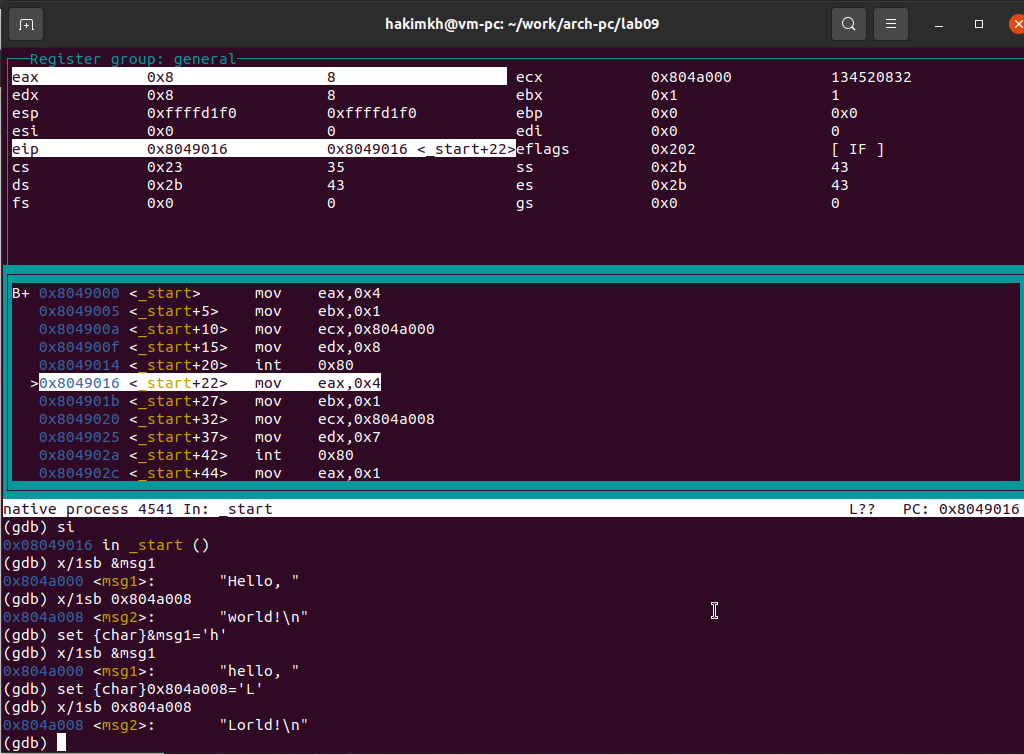 hakimkh@vm-pc: ~/work/arch-pc/lab09
Register group: general
eax 0x8 8 ecx 0x804a000 134520832
edx 0x8 8 ebx 0x1 1
esp 0xffffd1f0 0xffffd1f0 ebp 0x0 0x0
esi 0x0 0 edi 0x0 0
eip 0x8049016 0x8049016 <_start+22>eflags 0x202 [ IF ]
cs 0x23 35 ss 0x2b 43
ds 0x2b 43 es 0x2b 43
fs 0x0 0 gs 0x0 0
B+ 0x8049000 <_start> mov eax,0x4
0x8049005 <_start+5> mov ebx,0x1
0x804900a <_start+10> mov ecx,0x804a000
0x804900f <_start+15> mov edx,0x8
0x8049014 <_start+20> int 0x80
>0x8049016 <_start+22> mov eax,0x4
0x804901b <_start+27> mov ebx,0x1
0x8049020 <_start+32> mov ecx,0x804a008
0x8049025 <_start+37> mov edx,0x7
0x804902a <_start+42> int 0x80
0x804902c <_start+44> mov eax,0x1
native process 4541 In: _start L?? PC: 0x8049016
(gdb) si
0x08049016 in _start ()
(gdb) x/1sb &msg1
0x804a000 <msg1>: "Hello, "
(gdb) x/1sb 0x804a008
0x804a008 <msg2>: "world!\n"
(gdb) set {char}&msg1='h'
(gdb) x/1sb &msg1
0x804a000 <msg1>: "hello, "
(gdb) set {char}0x804a008='L'
(gdb) x/1sb 0x804a008
0x804a008 <msg2>: "Lorld!\n"
(gdb)